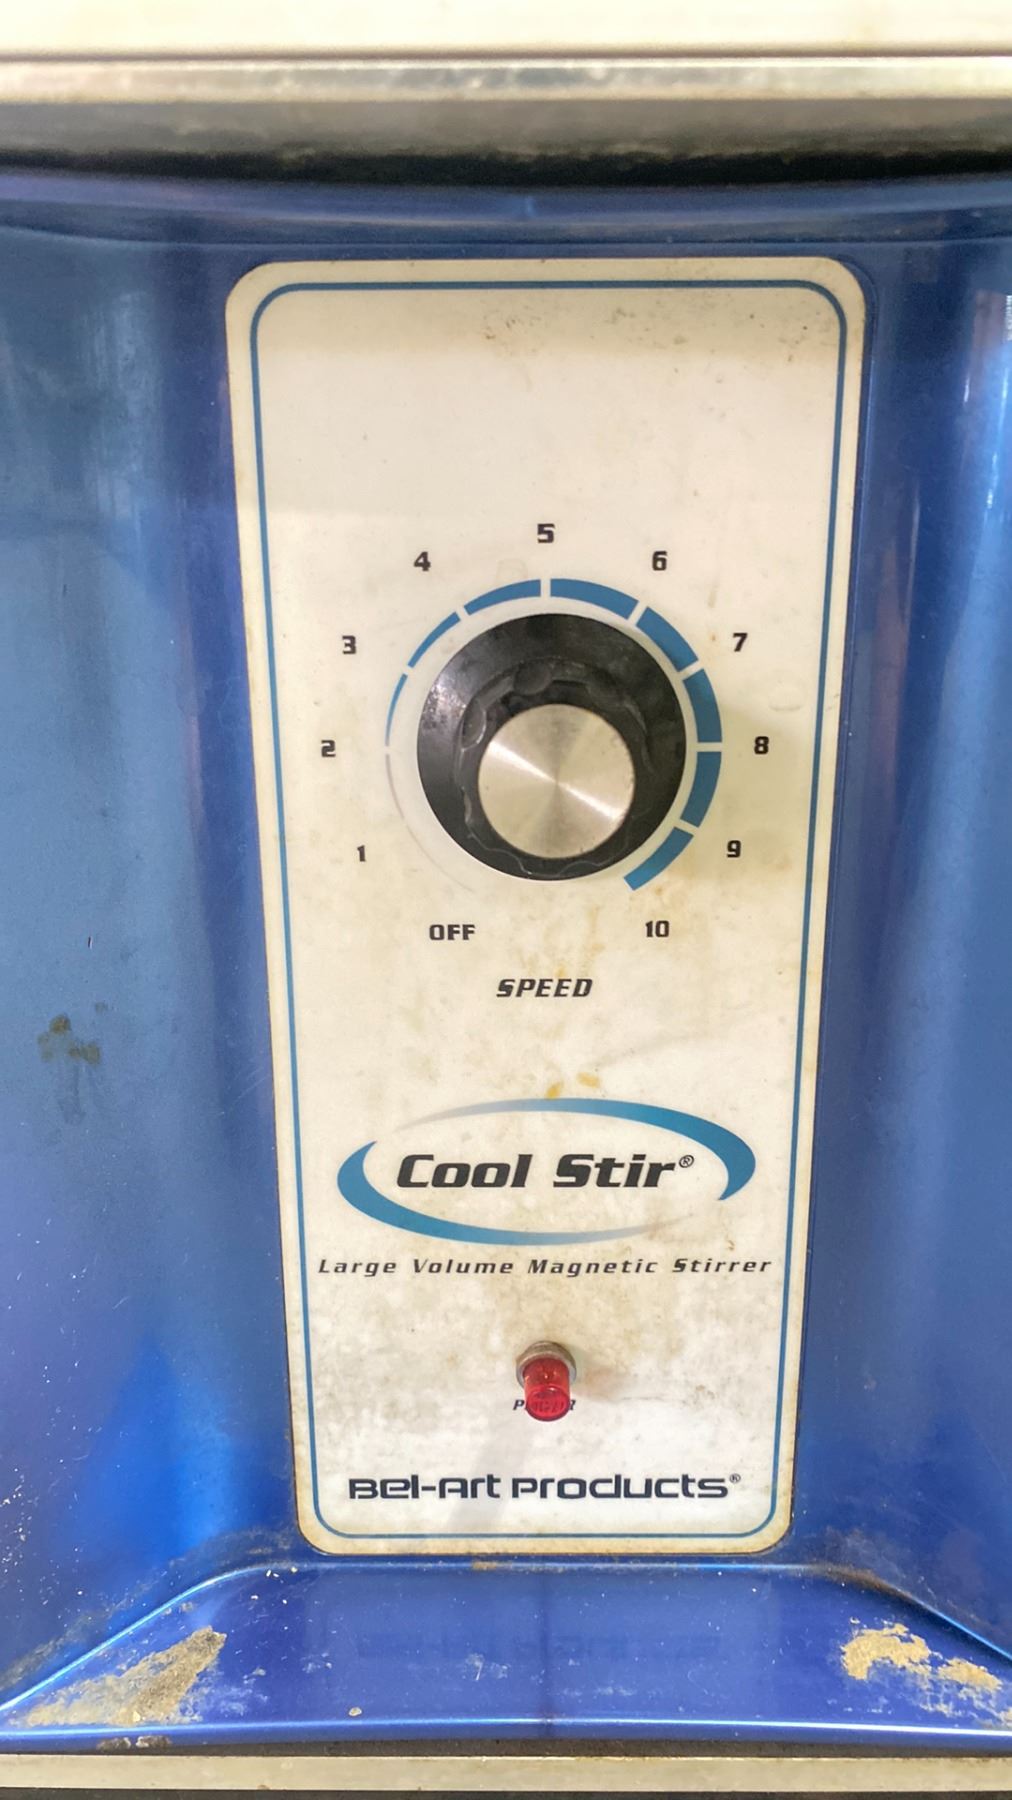 5
4 6
3 7
2 8
1 9
OFF 10
SPEED
Cool Stir®
Large Volume Magnetic Stirrer
POWER
Bel-Art Products®